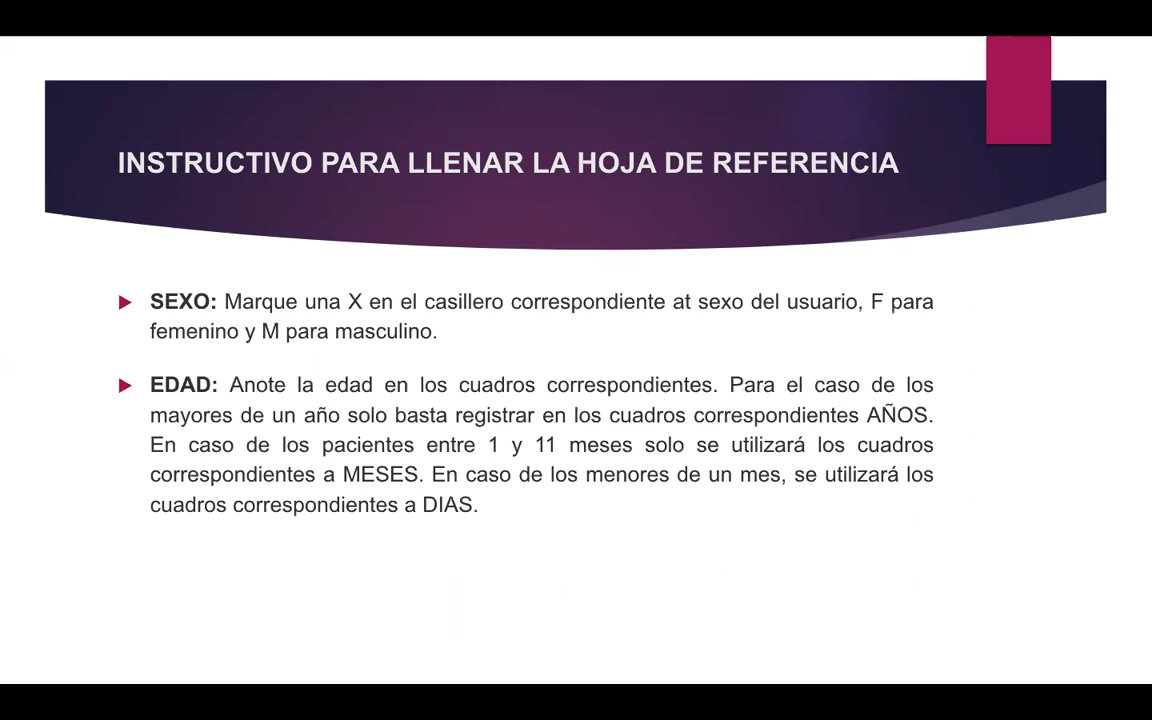 INSTRUCTIVO PARA LLENAR LA HOJA DE REFERENCIA
SEXO: Marque una X en el casillero correspondiente at sexo del usuario, F para
femenino y M para masculino.
EDAD: Anote la edad en los cuadros correspondientes. Para el caso de los
mayores de un año solo basta registrar en los cuadros correspondientes AÑOS.
En caso de los pacientes entre 1 y 11 meses solo se utilizará los cuadros
correspondientes a MESES. En caso de los menores de un mes, se utilizará los
cuadros correspondientes a DIAS.